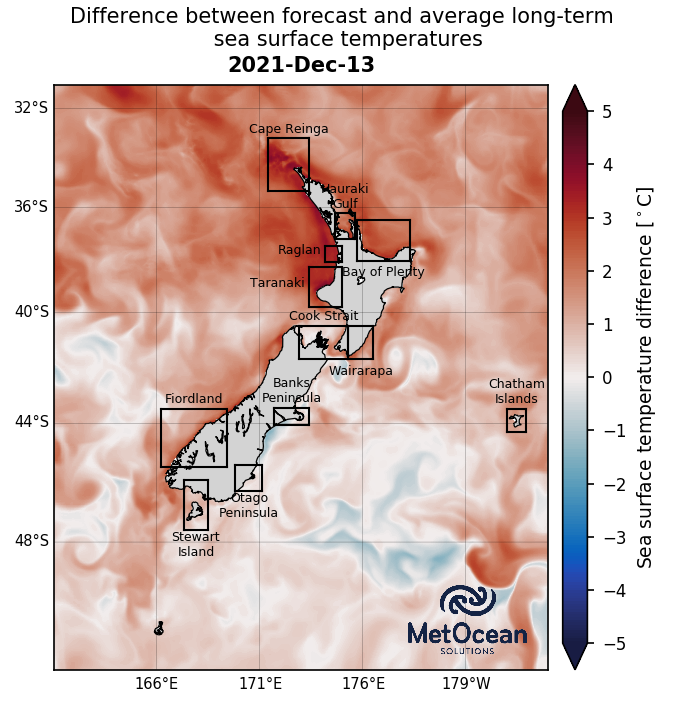 Difference between forecast and average long-term
sea surface temperatures
2021-Dec-13
32°S
36°S
40°S
44°S
48°S
166°E
171°E
176°E
179°W
Cape Reinga
Hauraki
Gulf
Raglan
Bay of Plenty
Taranaki
Cook Strait
Wairarapa
Banks
Peninsula
Fiordland
Chatham
Islands
Otago
Peninsula
Stewart
Island
MetOcean
SOLUTIONS
5
4
3
2
1
0
−1
−2
−3
−4
−5
Sea surface temperature difference [°C]